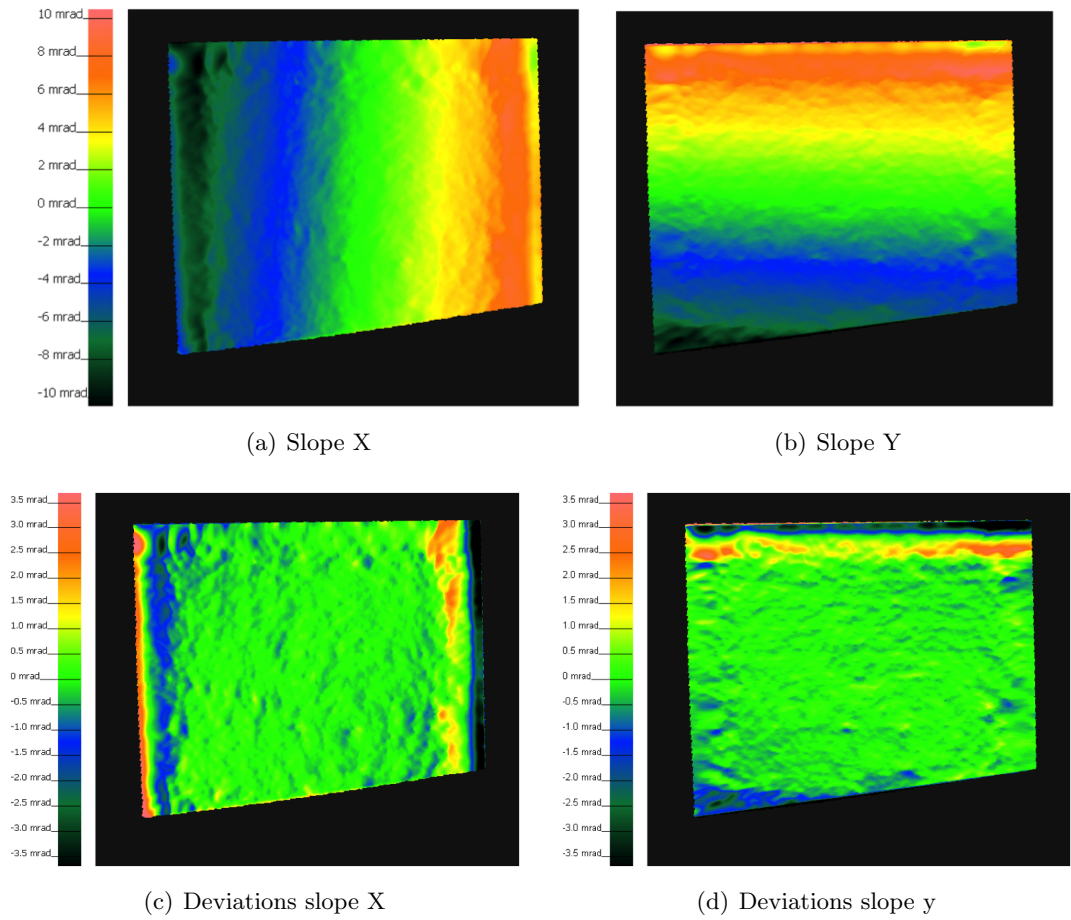 10 mrad
8 mrad
6 mrad
4 mrad
2 mrad
0 mrad
-2 mrad
-4 mrad
-6 mrad
-8 mrad
-10 mrad
(a) Slope X
(b) Slope Y
3.5 mrad
3.0 mrad
2.5 mrad
2.0 mrad
1.5 mrad
1.0 mrad
0.5 mrad
0 mrad
-0.5 mrad
-1.0 mrad
-1.5 mrad
-2.0 mrad
-2.5 mrad
-3.0 mrad
-3.5 mrad
3.5 mrad
3.0 mrad
2.5 mrad
2.0 mrad
1.5 mrad
1.0 mrad
0.5 mrad
0 mrad
-0.5 mrad
-1.0 mrad
-1.5 mrad
-2.0 mrad
-2.5 mrad
-3.0 mrad
-3.5 mrad
(c) Deviations slope X
(d) Deviations slope y